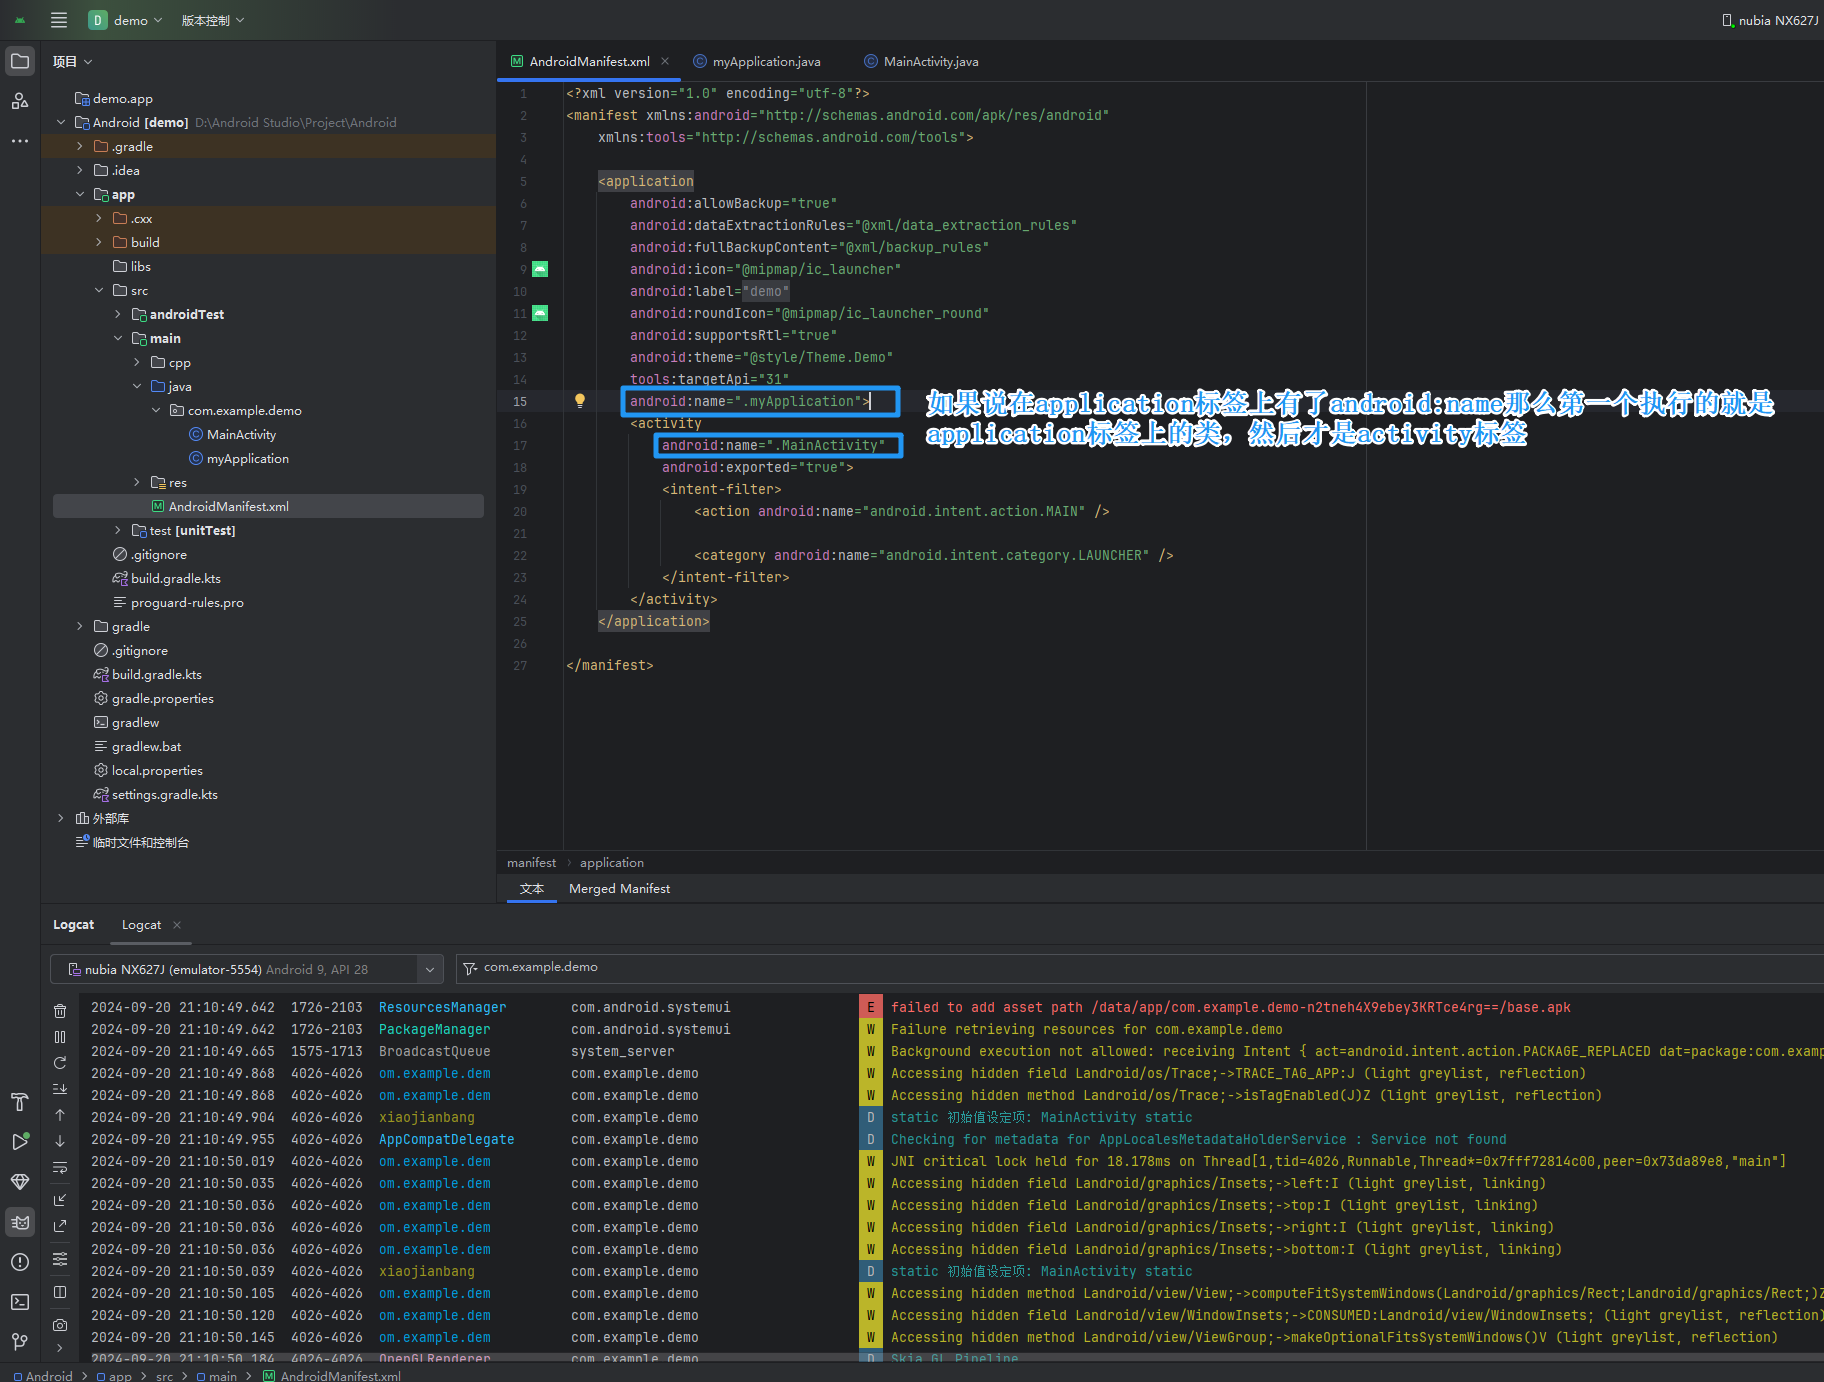 D demo 版本控制 nubia NX627J
项目
AndroidManifest.xml myApplication.java MainActivity.java
demo.app
Android [demo] D:\Android Studio\Project\Android
.gradle
.idea
app
.cxx
build
libs
src
androidTest
main
cpp
java
com.example.demo
MainActivity
myApplication
res
AndroidManifest.xml
test [unitTest]
.gitignore
build.gradle.kts
proguard-rules.pro
gradle
.gitignore
build.gradle.kts
gradle.properties
gradlew
gradlew.bat
local.properties
settings.gradle.kts
外部库
临时文件和控制台
1 <?xml version="1.0" encoding="utf-8"?>
2 <manifest xmlns:android="http://schemas.android.com/apk/res/android"
3 xmlns:tools="http://schemas.android.com/tools">
4
5 <application
6 android:allowBackup="true"
7 android:dataExtractionRules="@xml/data_extraction_rules"
8 android:fullBackupContent="@xml/backup_rules"
9 android:icon="@mipmap/ic_launcher"
10 android:label="demo"
11 android:roundIcon="@mipmap/ic_launcher_round"
12 android:supportsRtl="true"
13 android:theme="@style/Theme.Demo"
14 tools:targetApi="31"
15 android:name=".myApplication">
16 <activity
17 android:name=".MainActivity"
18 android:exported="true">
19 <intent-filter>
20 <action android:name="android.intent.action.MAIN" />
21
22 <category android:name="android.intent.category.LAUNCHER" />
23 </intent-filter>
24 </activity>
25 </application>
26
27 </manifest>
如果说在application标签上有了android:name那么第一个执行的就是
application标签上的类，然后才是activity标签
manifest › application
文本 Merged Manifest
Logcat Logcat
nubia NX627J (emulator-5554) Android 9, API 28 com.example.demo
2024-09-20 21:10:49.642 1726-2103 ResourcesManager com.android.systemui E failed to add asset path /data/app/com.example.demo-n2tneh4X9ebey3KRTce4rg==/base.apk
2024-09-20 21:10:49.642 1726-2103 PackageManager com.android.systemui W Failure retrieving resources for com.example.demo
2024-09-20 21:10:49.665 1575-1713 BroadcastQueue system_server W Background execution not allowed: receiving Intent { act=android.intent.action.PACKAGE_REPLACED dat=package:com.examp
2024-09-20 21:10:49.868 4026-4026 om.example.dem com.example.demo W Accessing hidden field Landroid/os/Trace;->TRACE_TAG_APP:J (light greylist, reflection)
2024-09-20 21:10:49.868 4026-4026 om.example.dem com.example.demo W Accessing hidden method Landroid/os/Trace;->isTagEnabled(J)Z (light greylist, reflection)
2024-09-20 21:10:49.904 4026-4026 xiaojianbang com.example.demo D static 初始值设定项: MainActivity static
2024-09-20 21:10:49.955 4026-4026 AppCompatDelegate com.example.demo D Checking for metadata for AppLocalesMetadataHolderService : Service not found
2024-09-20 21:10:50.019 4026-4026 om.example.dem com.example.demo W JNI critical lock held for 18.178ms on Thread[1,tid=4026,Runnable,Thread*=0x7fff72814c00,peer=0x73da89e8,"main"]
2024-09-20 21:10:50.035 4026-4026 om.example.dem com.example.demo W Accessing hidden field Landroid/graphics/Insets;->left:I (light greylist, linking)
2024-09-20 21:10:50.036 4026-4026 om.example.dem com.example.demo W Accessing hidden field Landroid/graphics/Insets;->top:I (light greylist, linking)
2024-09-20 21:10:50.036 4026-4026 om.example.dem com.example.demo W Accessing hidden field Landroid/graphics/Insets;->right:I (light greylist, linking)
2024-09-20 21:10:50.036 4026-4026 om.example.dem com.example.demo W Accessing hidden field Landroid/graphics/Insets;->bottom:I (light greylist, linking)
2024-09-20 21:10:50.039 4026-4026 xiaojianbang com.example.demo D static 初始值设定项: MainActivity static
2024-09-20 21:10:50.105 4026-4026 om.example.dem com.example.demo W Accessing hidden method Landroid/view/View;->computeFitSystemWindows(Landroid/graphics/Rect;Landroid/graphics/Rect;)Z
2024-09-20 21:10:50.120 4026-4026 om.example.dem com.example.demo W Accessing hidden field Landroid/view/WindowInsets;->CONSUMED:Landroid/view/WindowInsets; (light greylist, reflection)
2024-09-20 21:10:50.145 4026-4026 om.example.dem com.example.demo W Accessing hidden method Landroid/view/ViewGroup;->makeOptionalFitsSystemWindows()V (light greylist, reflection)
2024-09-20 21:10:50.184 4026-4026 OpenGLRenderer com.example.demo D Skia GL Pipeline
Android › app › src › main › AndroidManifest.xml